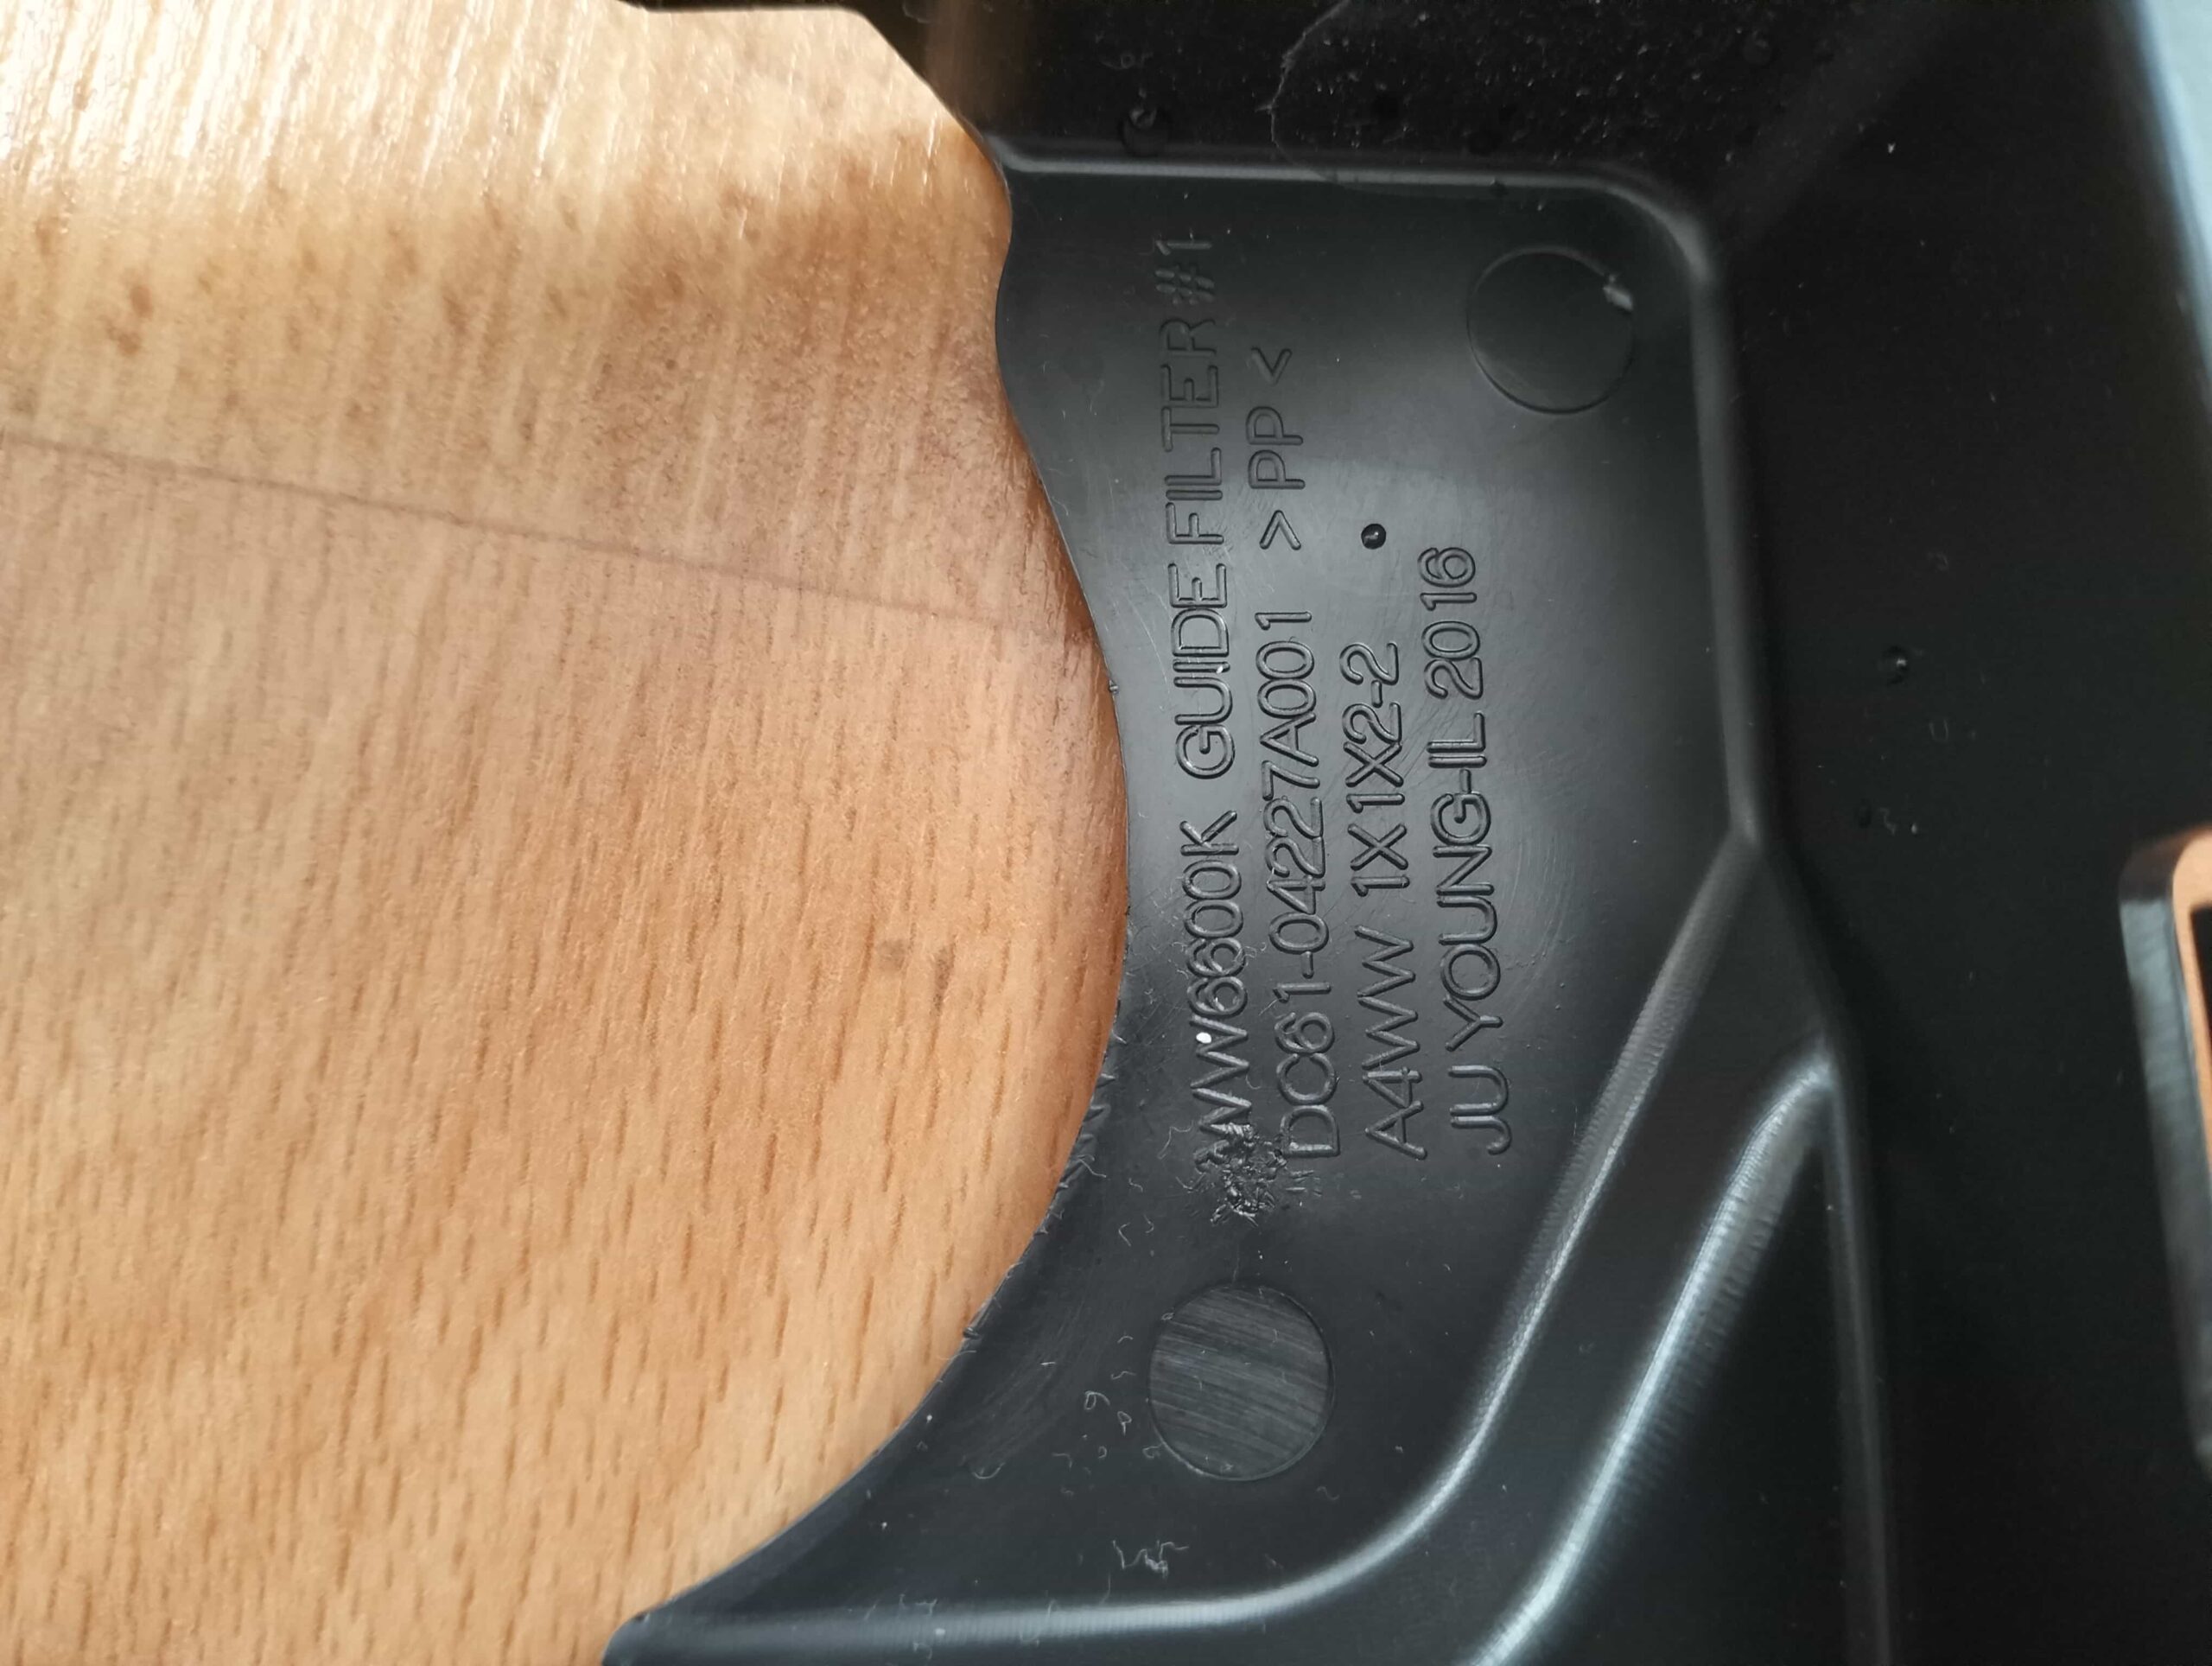 WW6600K GUIDE FILTER #1
DC61-04227A001 >PP<
A4WW 1X1X2-2
JU YOUNG-IL 2016